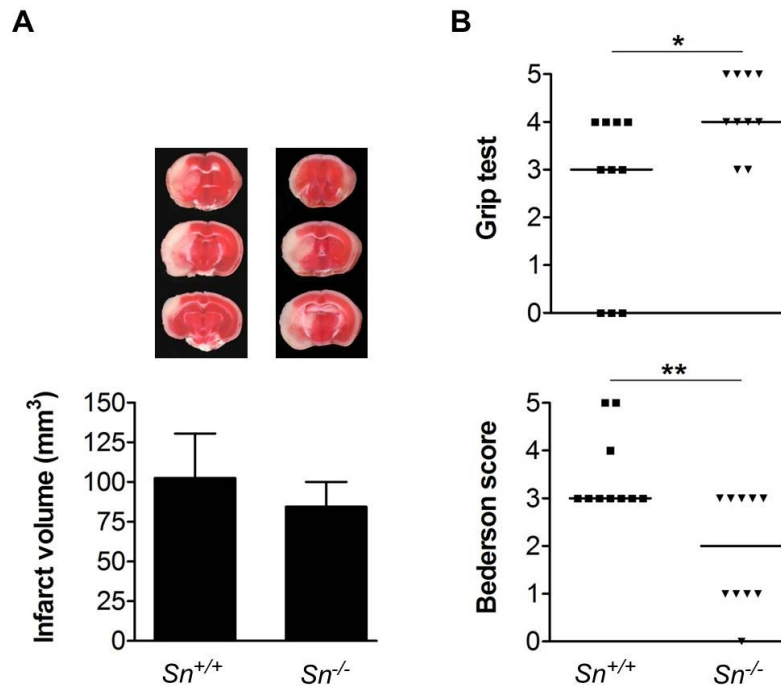 A
Infarct volume (mm³)
150
125
100
75
50
25
0
Sn+/+
Sn-/-
B
*
Grip test
5
4
3
2
1
0
**
Bederson score
5
4
3
2
1
0
Sn+/+
Sn-/-